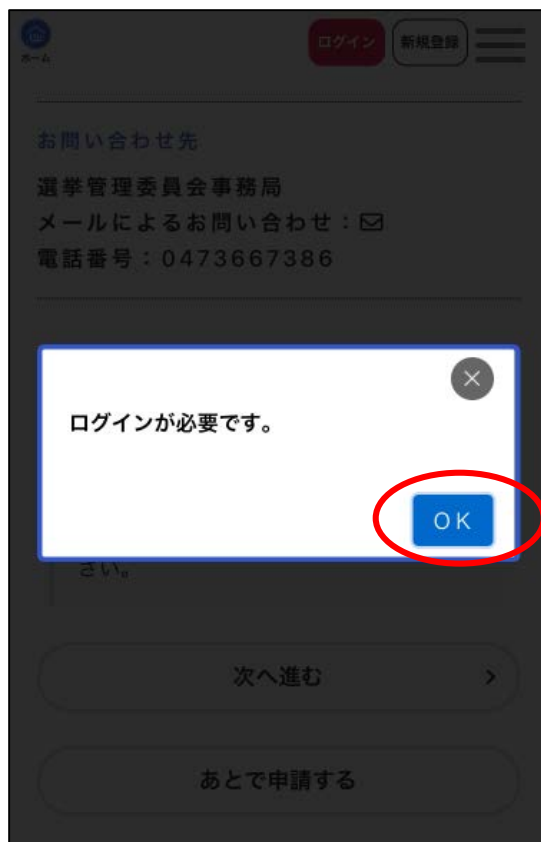 ホーム
ログイン
新規登録
お問い合わせ先
選挙管理委員会事務局
メールによるお問い合わせ：
電話番号：0473667386
ログインが必要です。
OK
さい。
次へ進む
あとで申請する